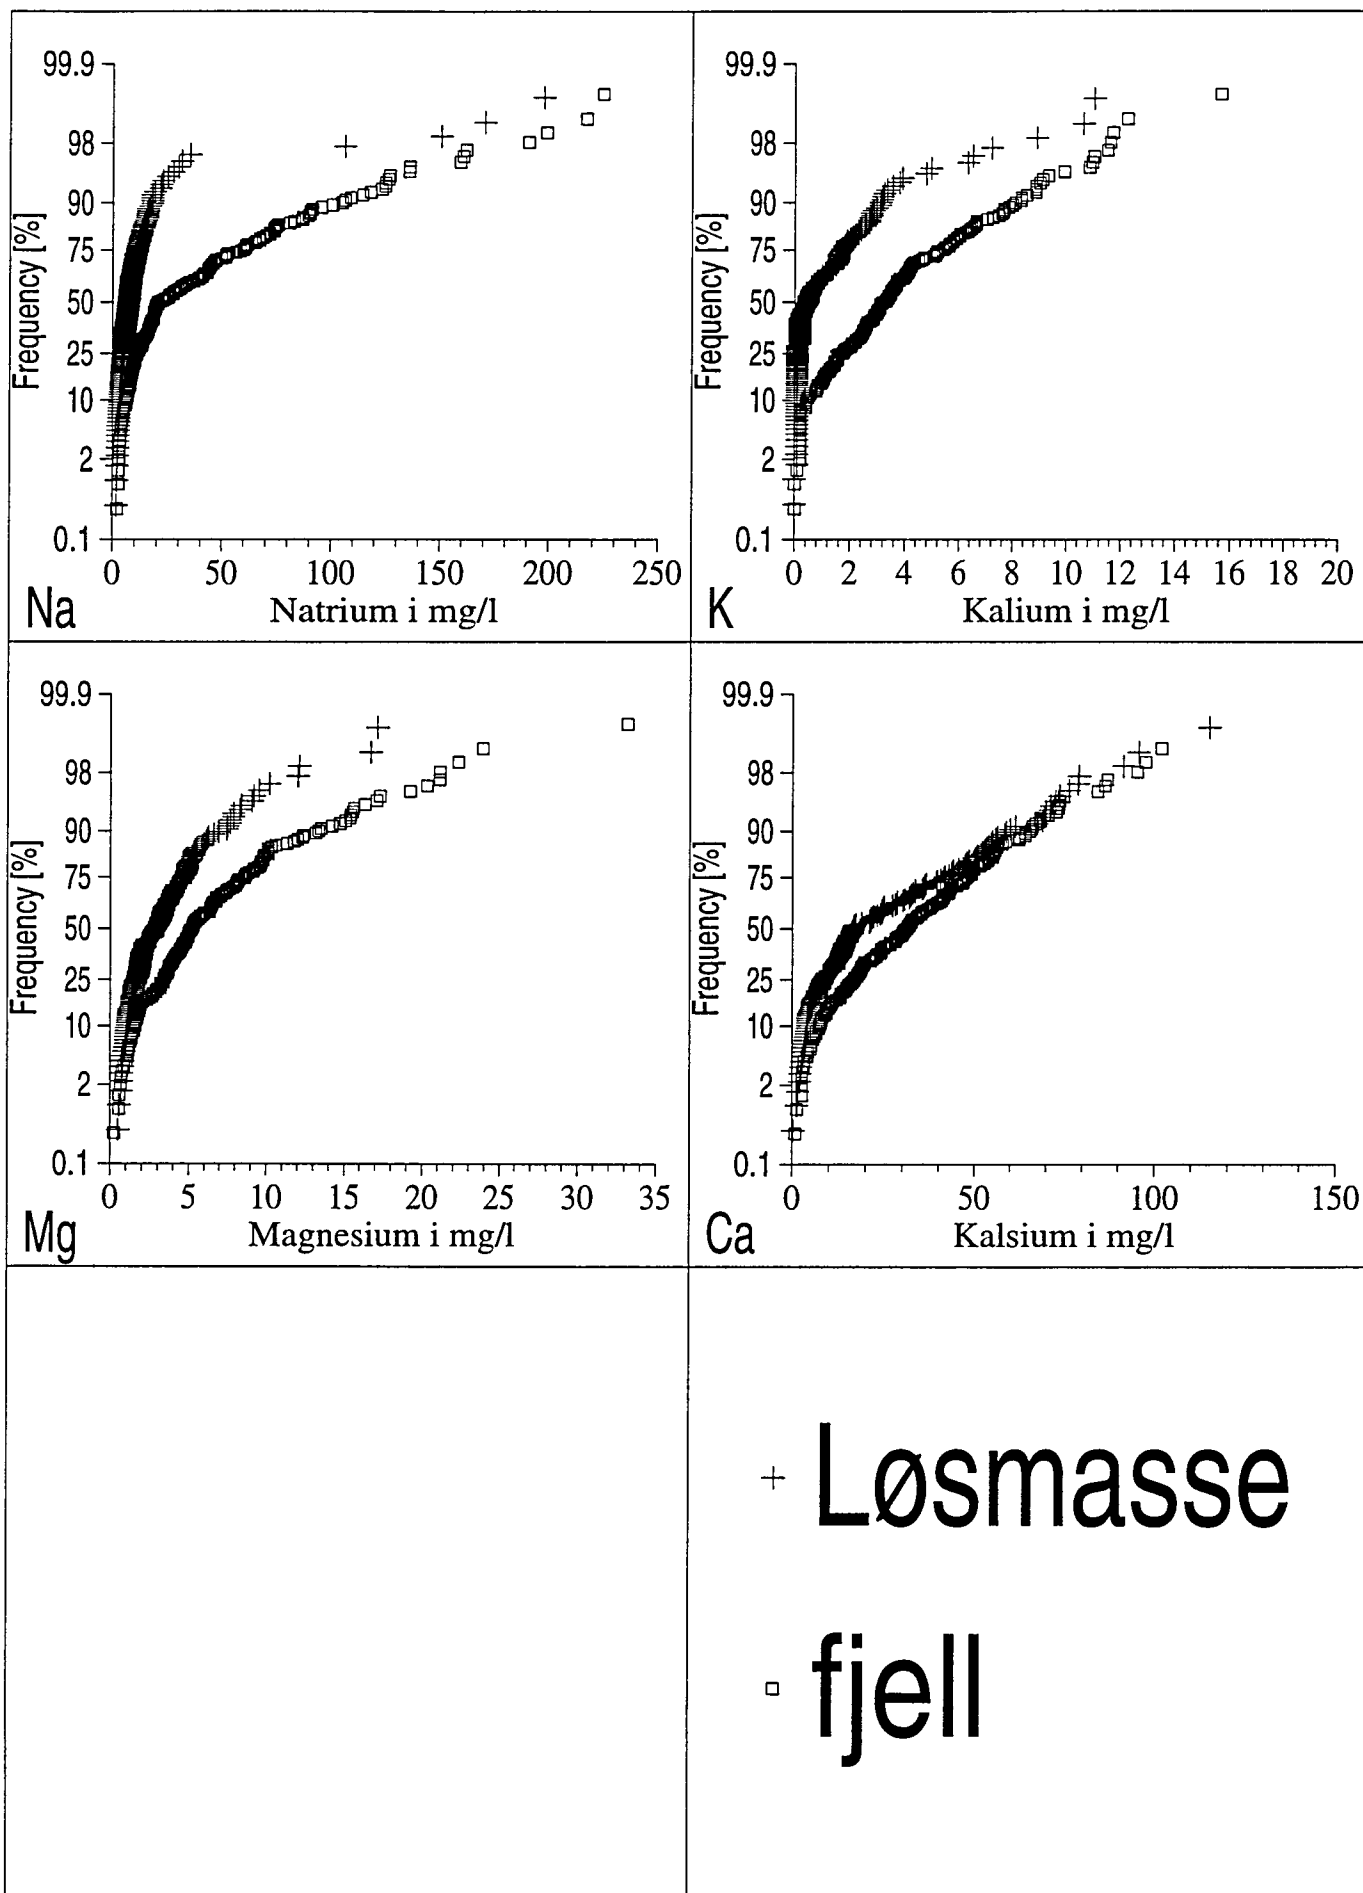 99.9
98
90
75
50
25
10
2
0.1
Frequency [%]
0 50 100 150 200 250
Na Natrium i mg/l
99.9
98
90
75
50
25
10
2
0.1
Frequency [%]
0 2 4 6 8 10 12 14 16 18 20
K Kalium i mg/l
99.9
98
90
75
50
25
10
2
0.1
Frequency [%]
0 5 10 15 20 25 30 35
Mg Magnesium i mg/l
99.9
98
90
75
50
25
10
2
0.1
Frequency [%]
0 50 100 150
Ca Kalsium i mg/l
Løsmasse
fjell